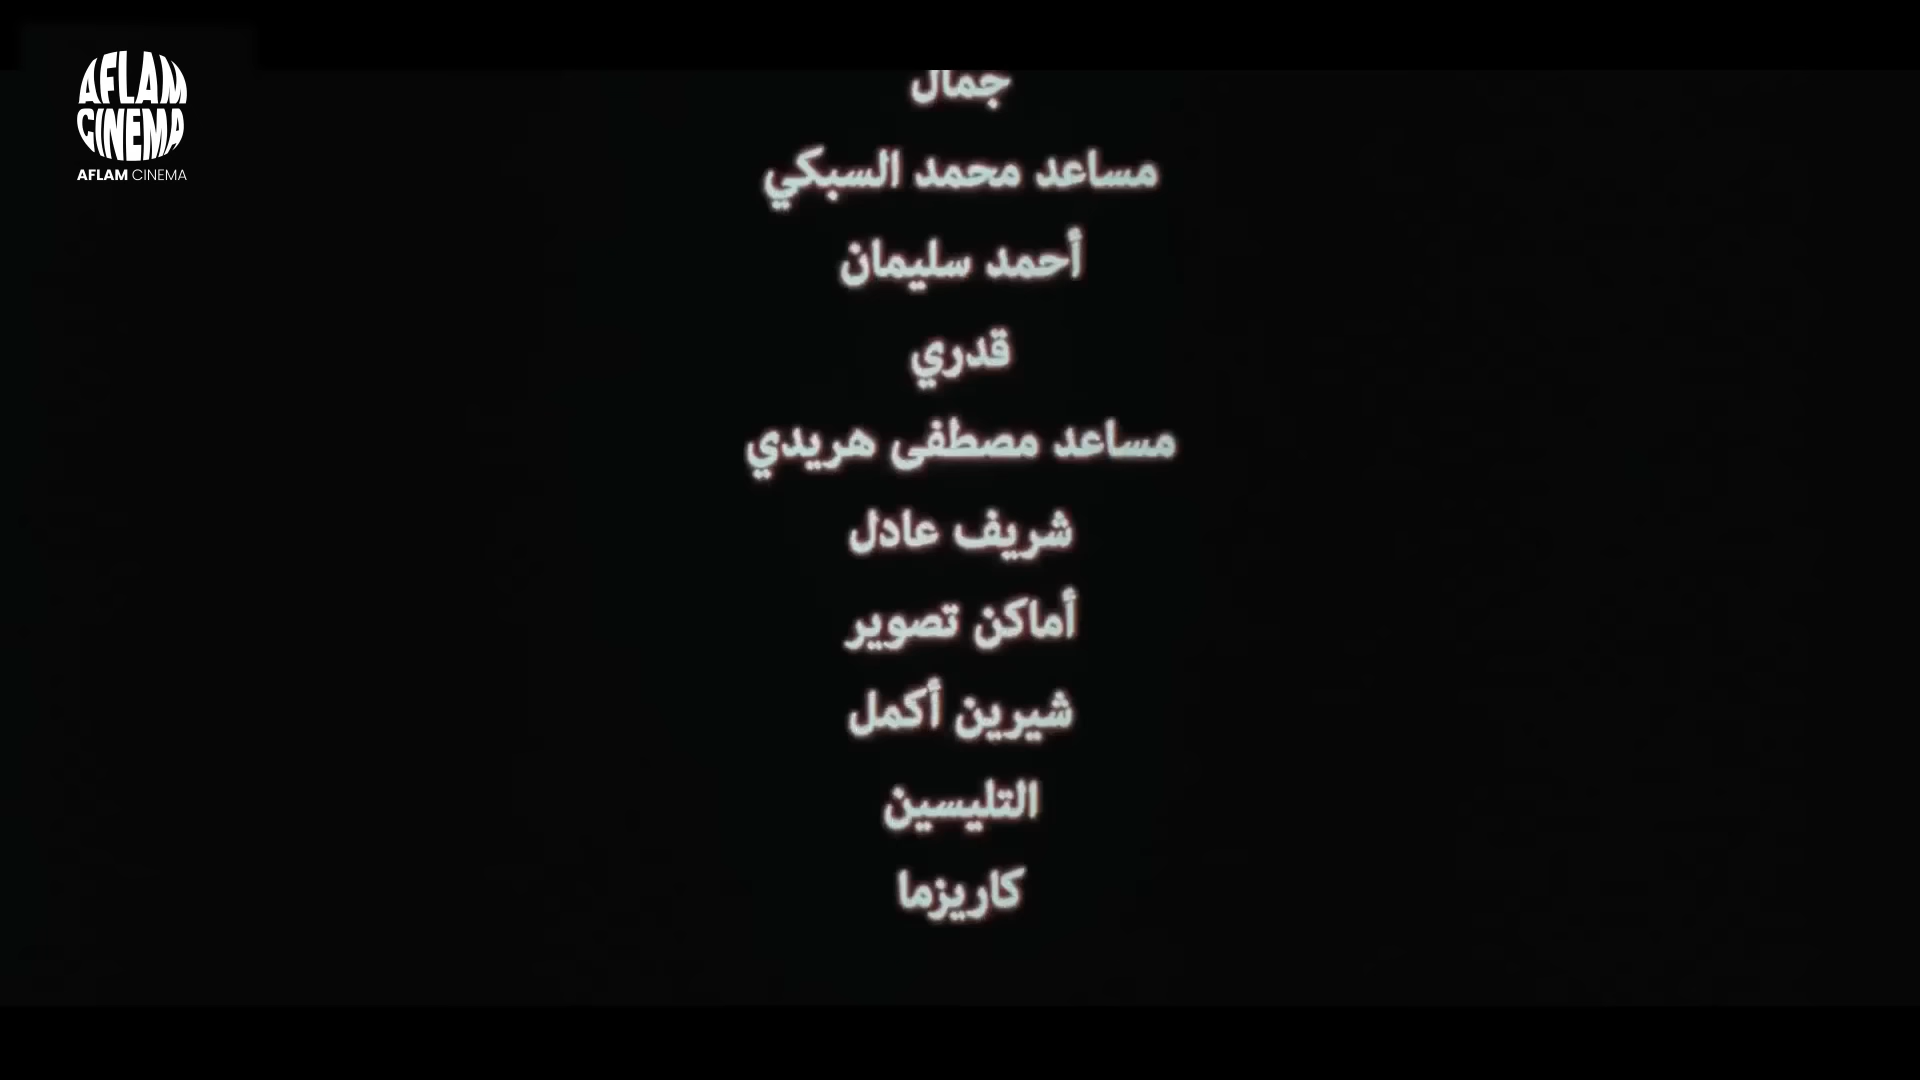 AFLAM
CINEMA
AFLAM CINEMA
جمال
مساعد محمد السبكي
أحمد سليمان
قدري
مساعد مصطفى هريدي
شريف عادل
أماكن تصوير
شيرين أكمل
التليسين
كاريزما